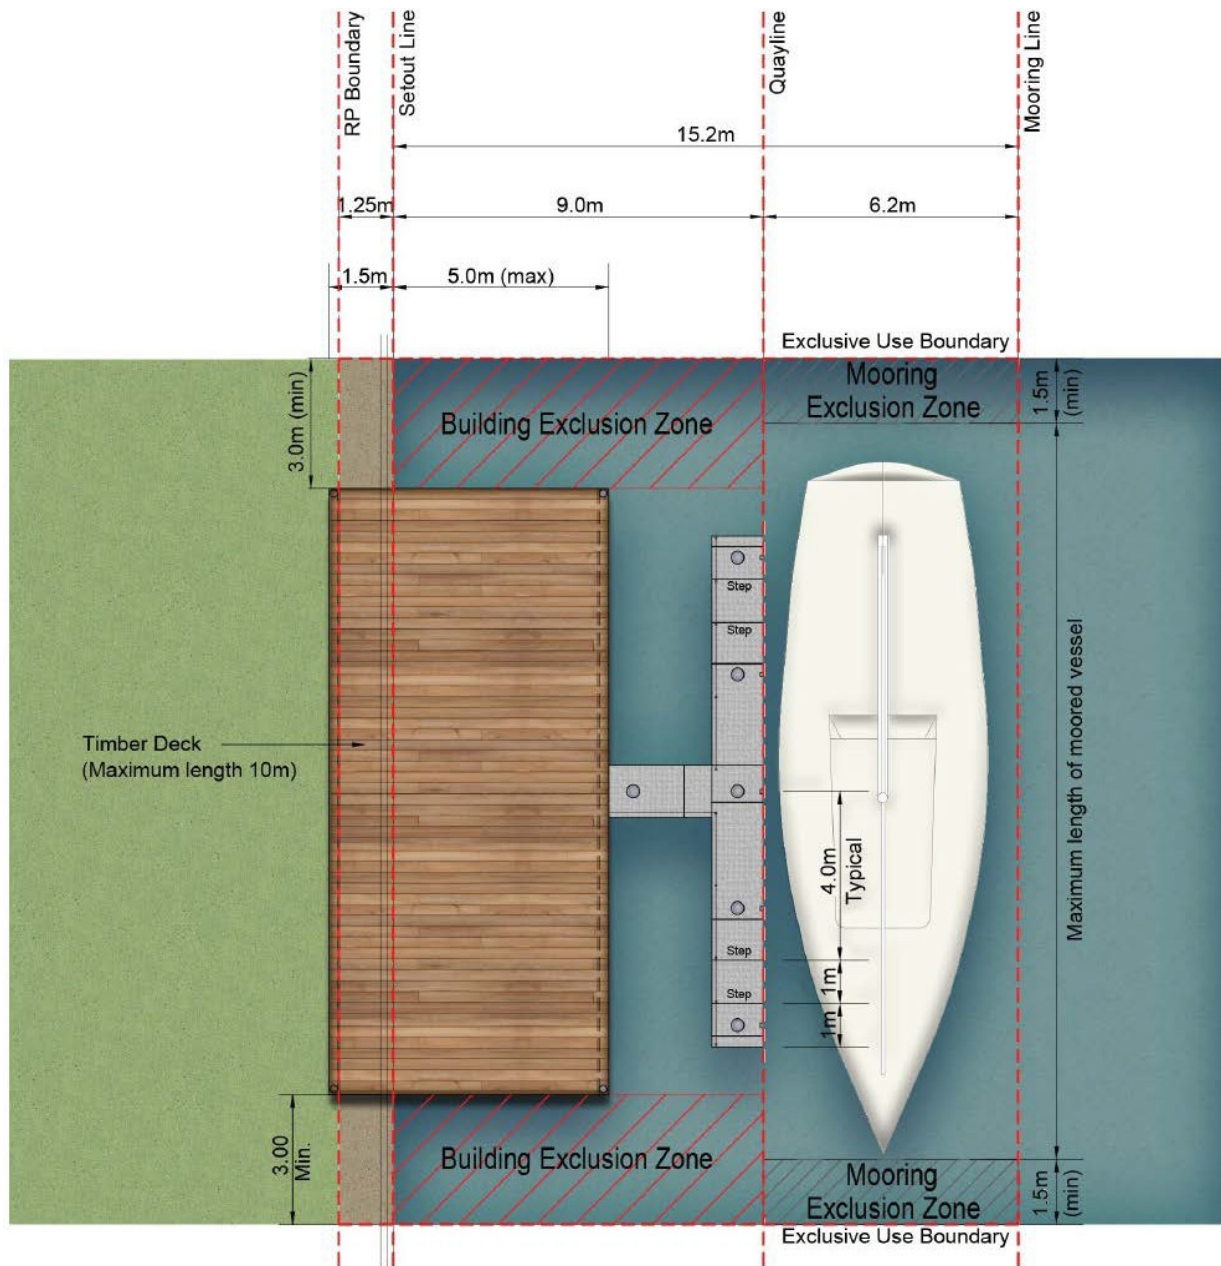 RP Boundary
Setout Line
Quayline
Mooring Line
15.2m
1.25m
9.0m
6.2m
1.5m
5.0m (max)
Exclusive Use Boundary
3.0m (min)
Building Exclusion Zone
Mooring
Exclusion Zone
1.5m
(min)
Step
Step
Timber Deck
(Maximum length 10m)
Maximum length of moored vessel
4.0m
Typical
Step
1m
Step
1m
3.00
Min.
Building Exclusion Zone
Mooring
Exclusion Zone
1.5m
(min)
Exclusive Use Boundary